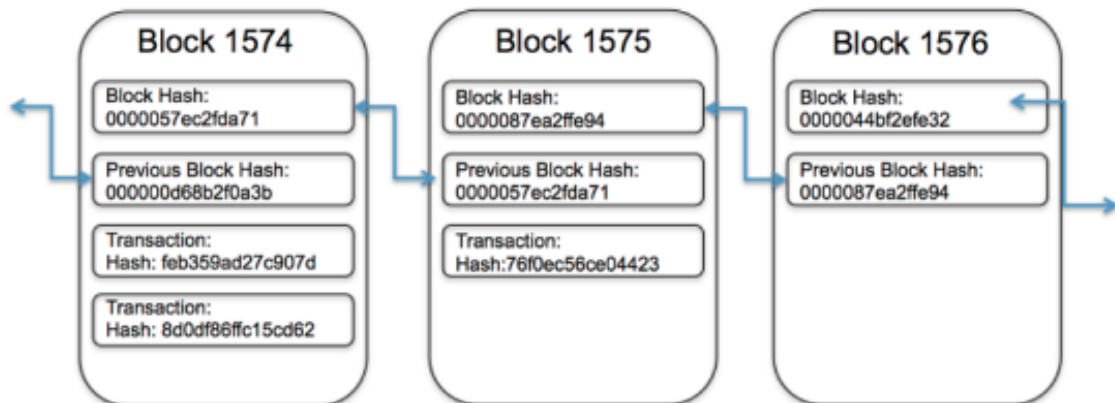 Block 1574
Block Hash:
0000057ec2fda71
Previous Block Hash:
000000d68b2f0a3b
Transaction:
Hash: feb359ad27c907d
Transaction:
Hash: 8d0df86ffc15cd62
Block 1575
Block Hash:
0000087ea2ffe94
Previous Block Hash:
0000057ec2fda71
Transaction:
Hash:76f0ec56ce04423
Block 1576
Block Hash:
0000044bf2efe32
Previous Block Hash:
0000087ea2ffe94